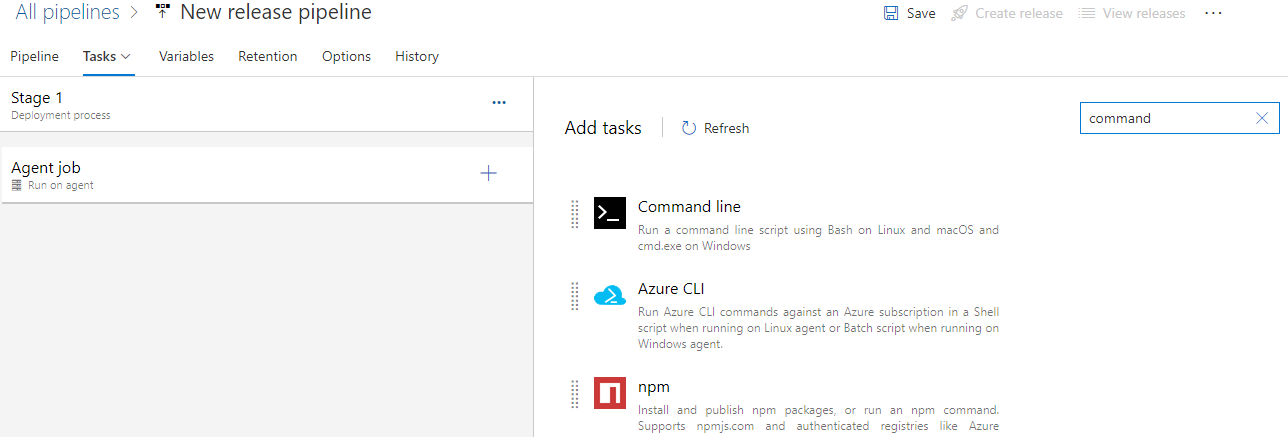 All pipelines > New release pipeline
Save Create release View releases ...
Pipeline Tasks Variables Retention Options History
Stage 1
Deployment process
Agent job
Run on agent
Add tasks Refresh
command
Command line
Run a command line script using Bash on Linux and macOS and
cmd.exe on Windows
Azure CLI
Run Azure CLI commands against an Azure subscription in a Shell
script when running on Linux agent or Batch script when running on
Windows agent.
npm
Install and publish npm packages, or run an npm command.
Supports npmjs.com and authenticated registries like Azure